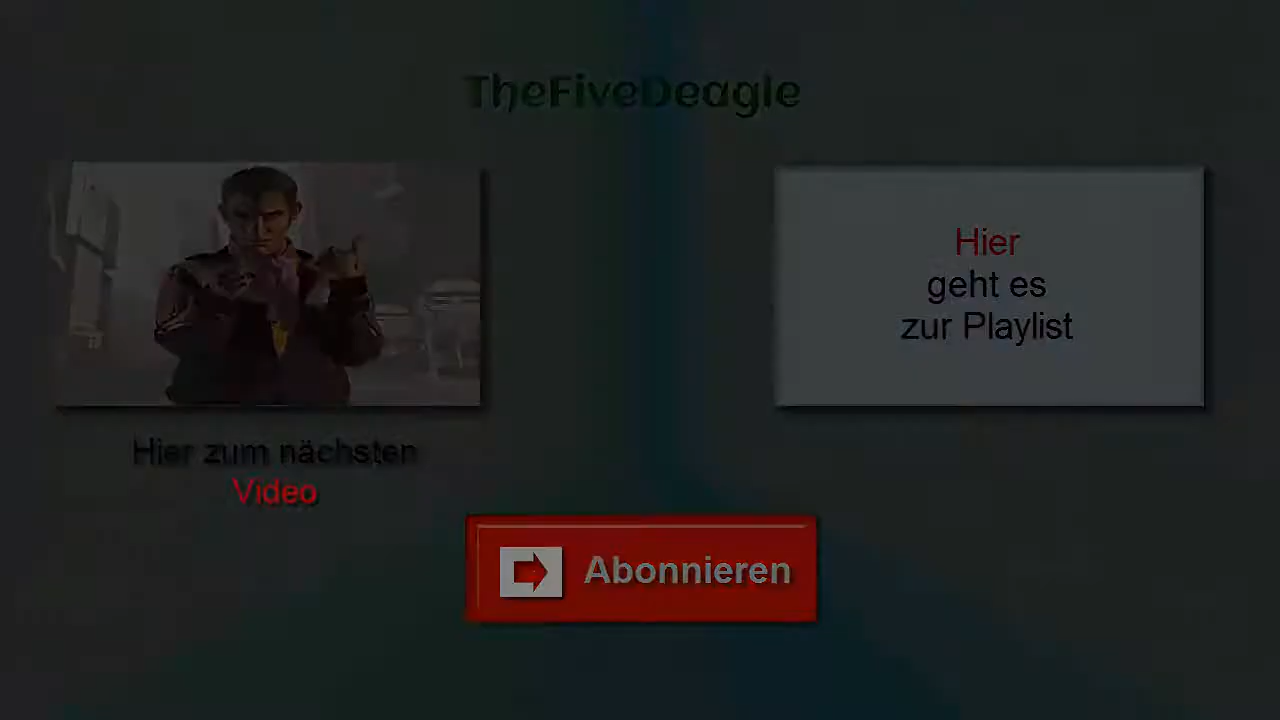 TheFiveDeagle
Hier
geht es
zur Playlist
Hier zum nächsten
Video
Abonnieren